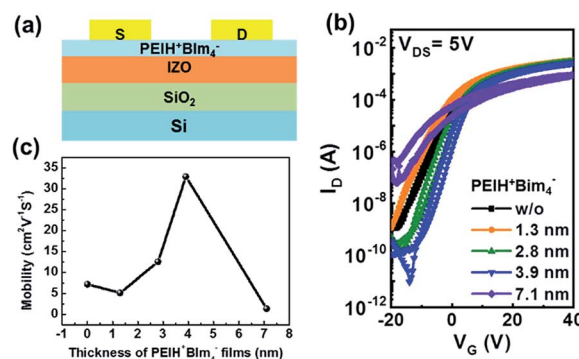 (a)
S
D
PEIH⁺BIm₄⁻
IZO
SiO₂
Si
(b)
V_DS = 5V
I_D (A)
10⁻²
10⁻⁴
10⁻⁶
10⁻⁸
10⁻¹⁰
10⁻¹²
PEIH⁺Bim₄⁻
w/o
1.3 nm
2.8 nm
3.9 nm
7.1 nm
-20 0 20 40
V_G (V)
(c)
Mobility (cm²V⁻¹S⁻¹)
35
30
25
20
15
10
5
0
0 1 2 3 4 5 6 7 8
Thickness of PEIH⁺BIm₄⁻ films (nm)